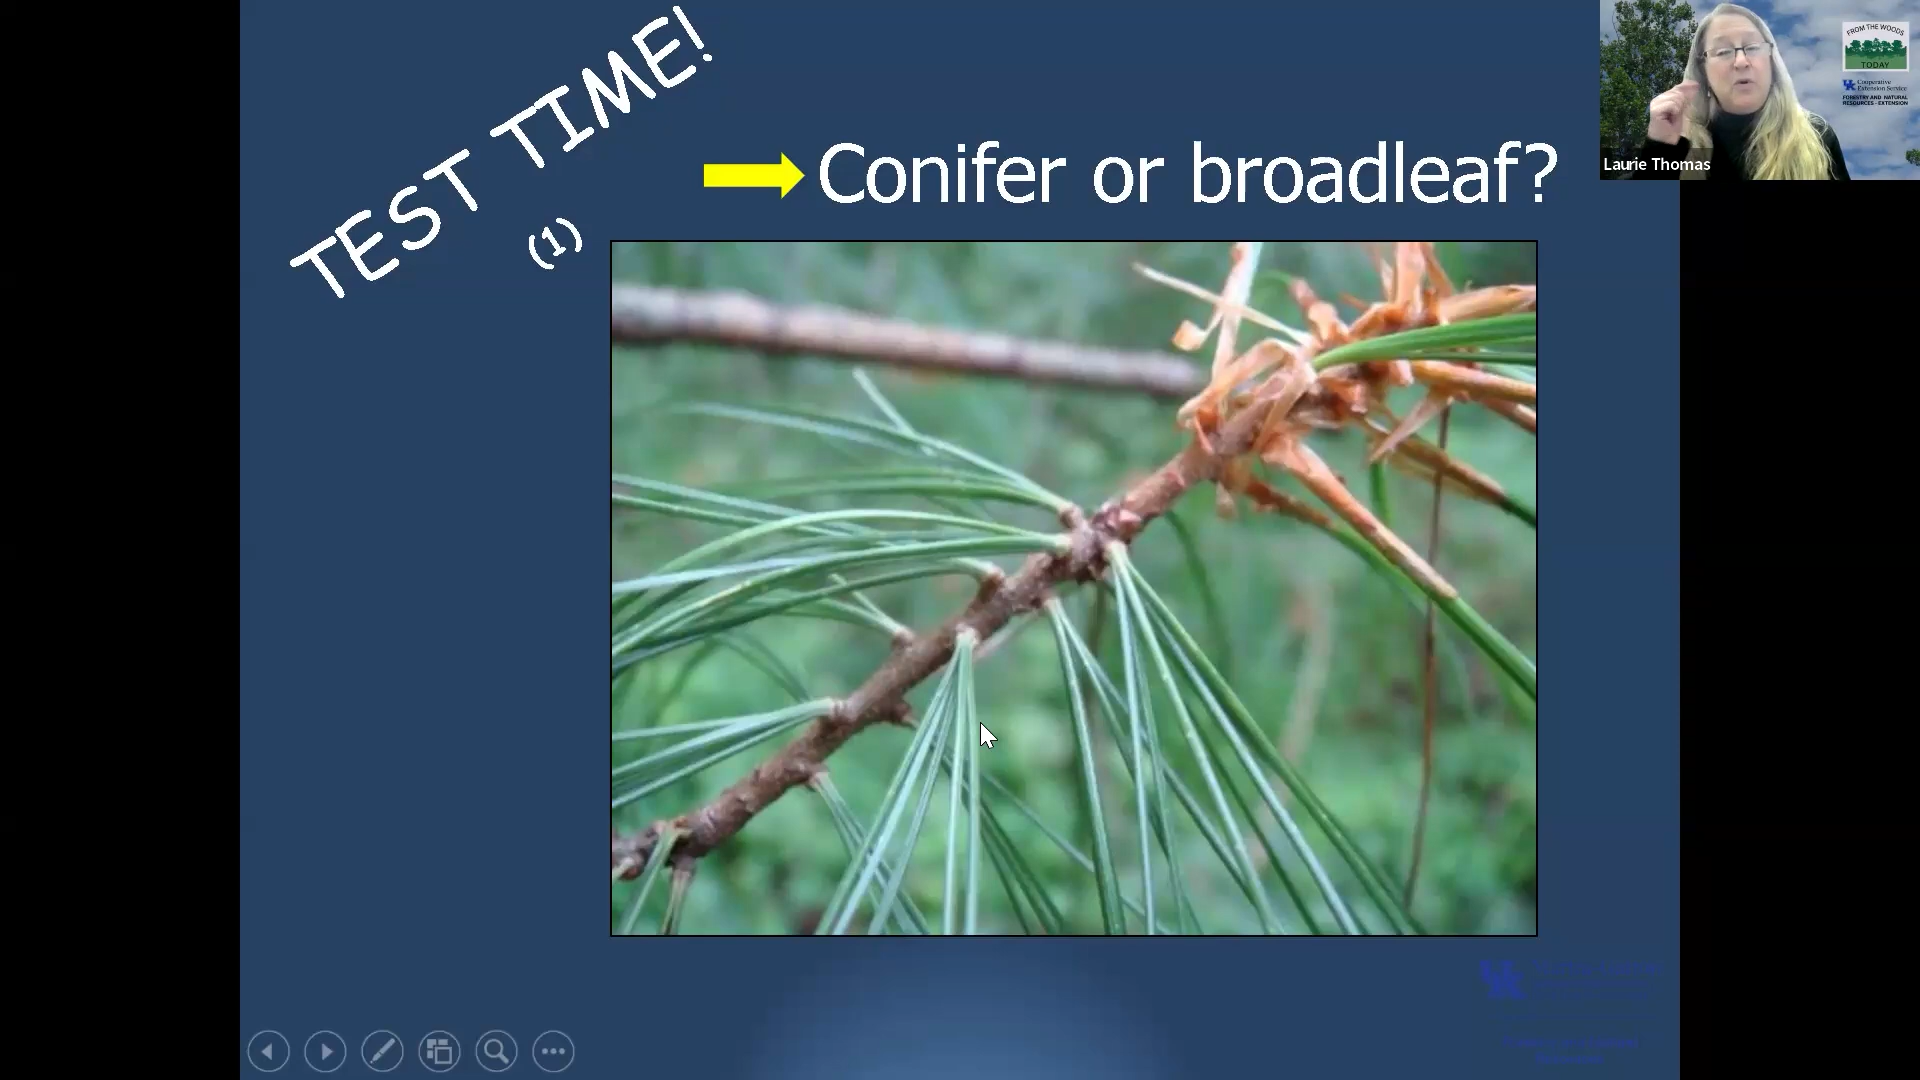 TEST TIME!
(1)
Conifer or broadleaf?
Laurie Thomas
FROM THE WOODS
TODAY
UK Cooperative
Extension Service
FORESTRY AND NATURAL
RESOURCES - EXTENSION